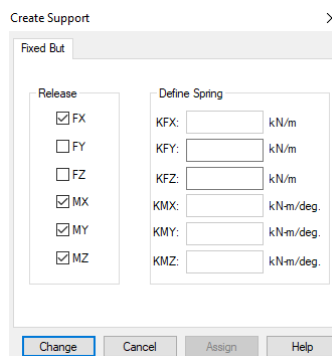 Create Support
Fixed But
Release
FX
FY
FZ
MX
MY
MZ
Define Spring
KFX: kN/m
KFY: kN/m
KFZ: kN/m
KMX: kN-m/deg.
KMY: kN-m/deg.
KMZ: kN-m/deg.
Change Cancel Assign Help